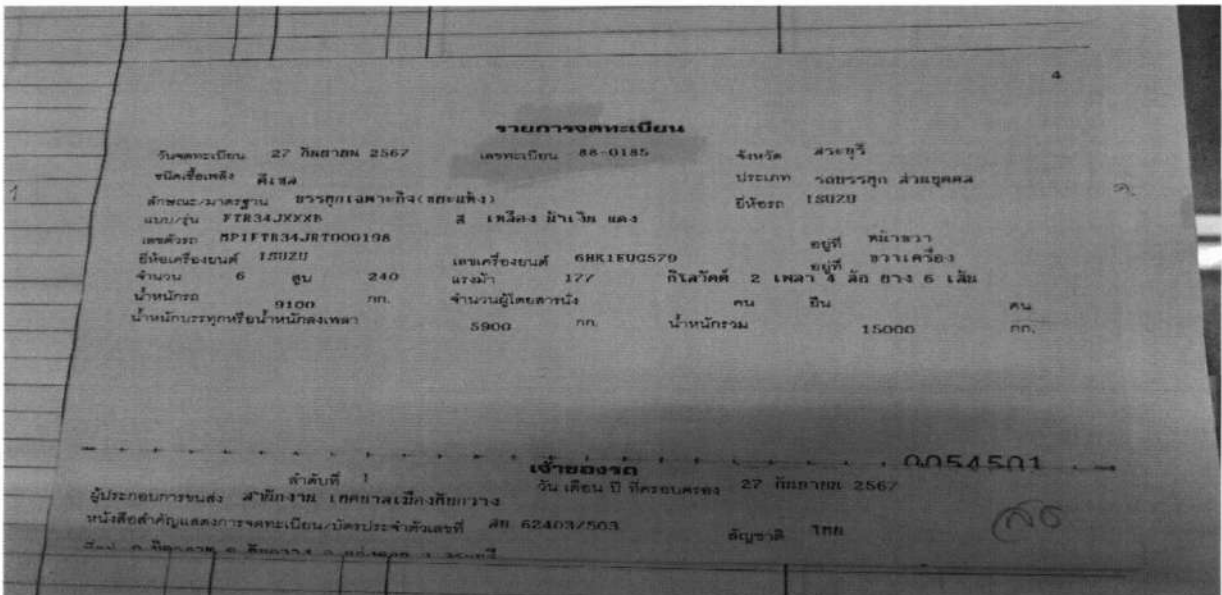 4
รายการจดทะเบียน
วันจดทะเบียน 27 กันยายน 2567 เลขทะเบียน 88-0185 จังหวัด สระบุรี
ชนิดเชื้อเพลิง ดีเซล ประเภท รถบรรทุก ส่วนบุคคล
ลักษณะ/มาตรฐาน บรรทุกเฉพาะกิจ(ขยะแห้ง) ยี่ห้อรถ ISUZU
แบบ/รุ่น FTR34JXXXB สี เหลือง น้ำเงิน แดง
เลขตัวรถ MP1FTR34JRT000198 อยู่ที่ หน้าขวา
ยี่ห้อเครื่องยนต์ ISUZU เลขเครื่องยนต์ 6HK1EUG579 อยู่ที่ ขวาเครื่อง
จำนวน 6 สูบ 240 แรงม้า 177 กิโลวัตต์ 2 เพลา 4 ล้อ ยาง 6 เส้น
น้ำหนักรถ 9100 กก. จำนวนผู้โดยสารนั่ง คน ยืน คน
น้ำหนักบรรทุกหรือน้ำหนักลงเพลา 5900 กก. น้ำหนักรวม 15000 กก.
0054501
เจ้าของรถ
ลำดับที่ 1 วัน เดือน ปี ที่ครอบครอง 27 กันยายน 2567
ผู้ประกอบการขนส่ง สำนักงาน เทศบาลเมืองทับกวาง
หนังสือสำคัญแสดงการจดทะเบียน/บัตรประจำตัวเลขที่ สบ 62403/503 สัญชาติ ไทย